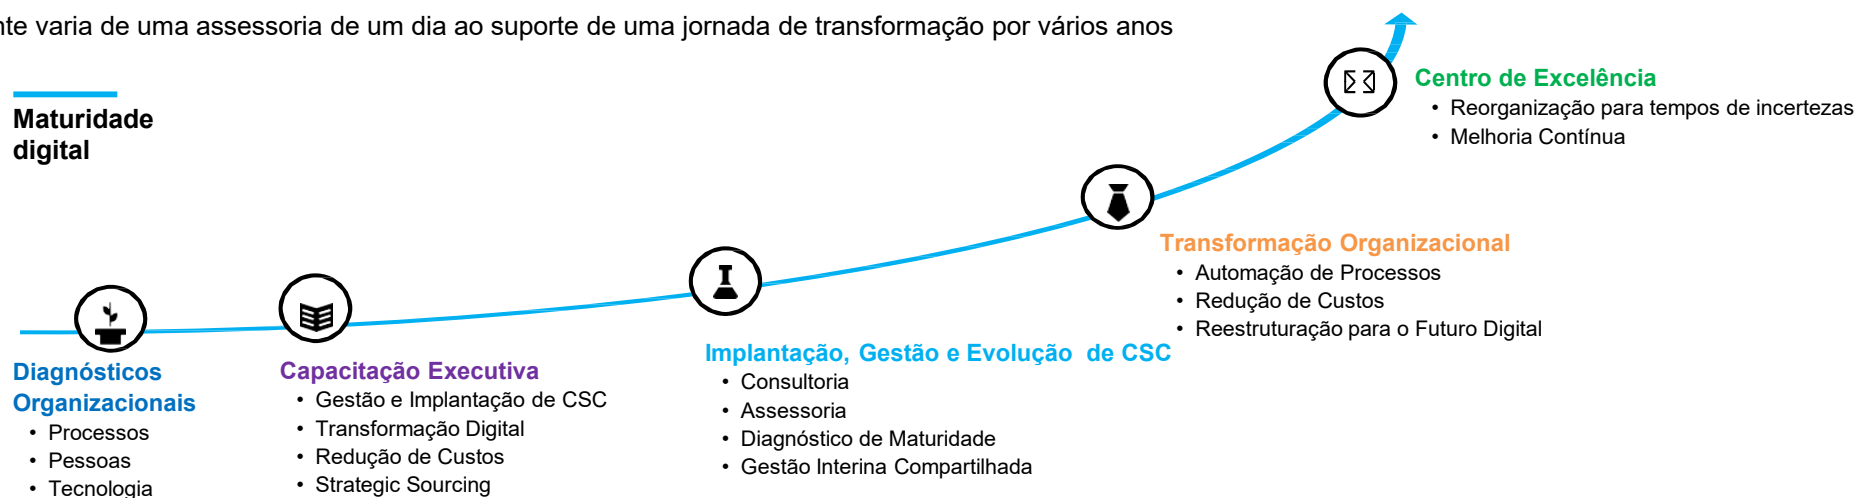 varia de uma assessoria de um dia ao suporte de uma jornada de transformação por vários anos
Maturidade
digital
Diagnósticos
Organizacionais
• Processos
• Pessoas
• Tecnologia
Capacitação Executiva
• Gestão e Implantação de CSC
• Transformação Digital
• Redução de Custos
• Strategic Sourcing
Implantação, Gestão e Evolução de CSC
• Consultoria
• Assessoria
• Diagnóstico de Maturidade
• Gestão Interina Compartilhada
Transformação Organizacional
• Automação de Processos
• Redução de Custos
• Reestruturação para o Futuro Digital
Centro de Excelência
• Reorganização para tempos de incertezas
• Melhoria Contínua